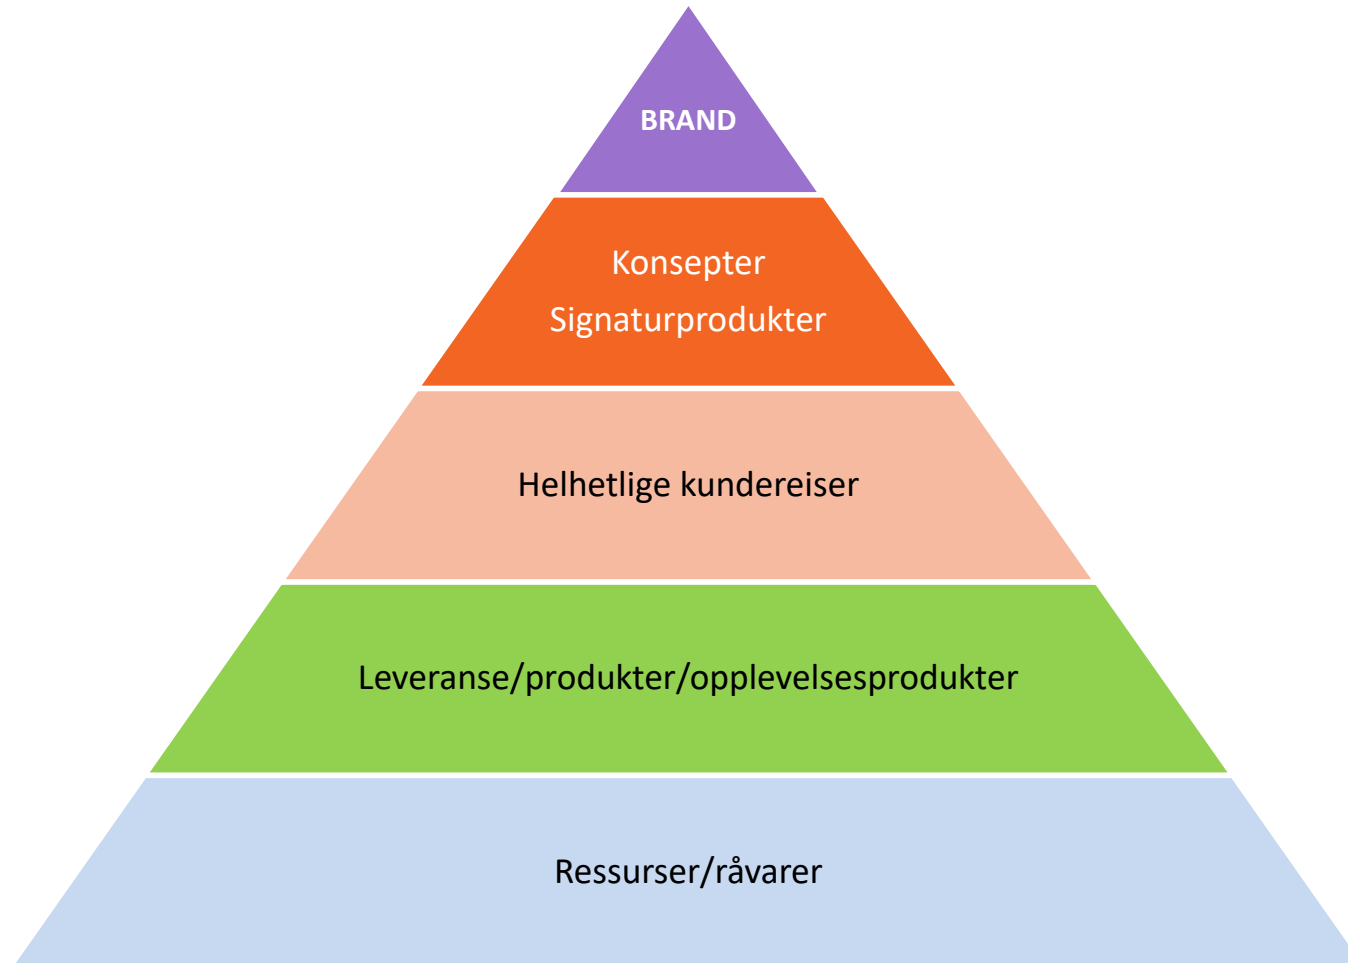 BRAND
Konsepter
Signaturprodukter
Helhetlige kundereiser
Leveranse/produkter/opplevelsesprodukter
Ressurser/råvarer